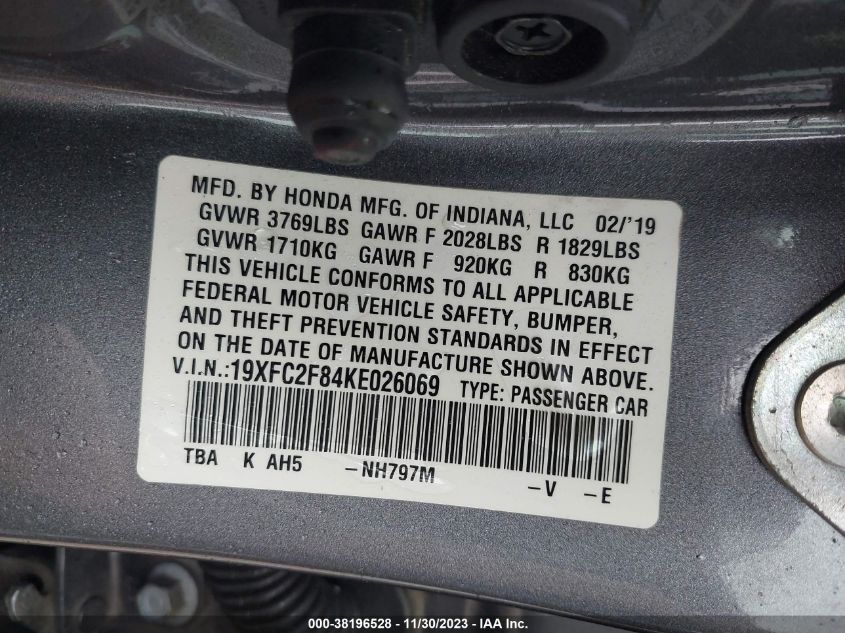 MFD. BY HONDA MFG. OF INDIANA, LLC 02/'19
GVWR 3769LBS GAWR F 2028LBS R 1829LBS
GVWR 1710KG GAWR F 920KG R 830KG
THIS VEHICLE CONFORMS TO ALL APPLICABLE
FEDERAL MOTOR VEHICLE SAFETY, BUMPER,
AND THEFT PREVENTION STANDARDS IN EFFECT
ON THE DATE OF MANUFACTURE SHOWN ABOVE.
V.I.N.:19XFC2F84KE026069 TYPE: PASSENGER CAR
TBA K AH5 -NH797M -V -E
000-38196528 - 11/30/2023 - IAA Inc.